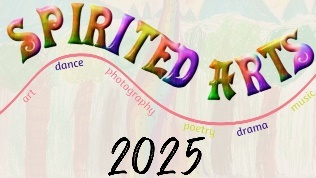 SPIRITED ARTS
art dance photography poetry drama music
2025